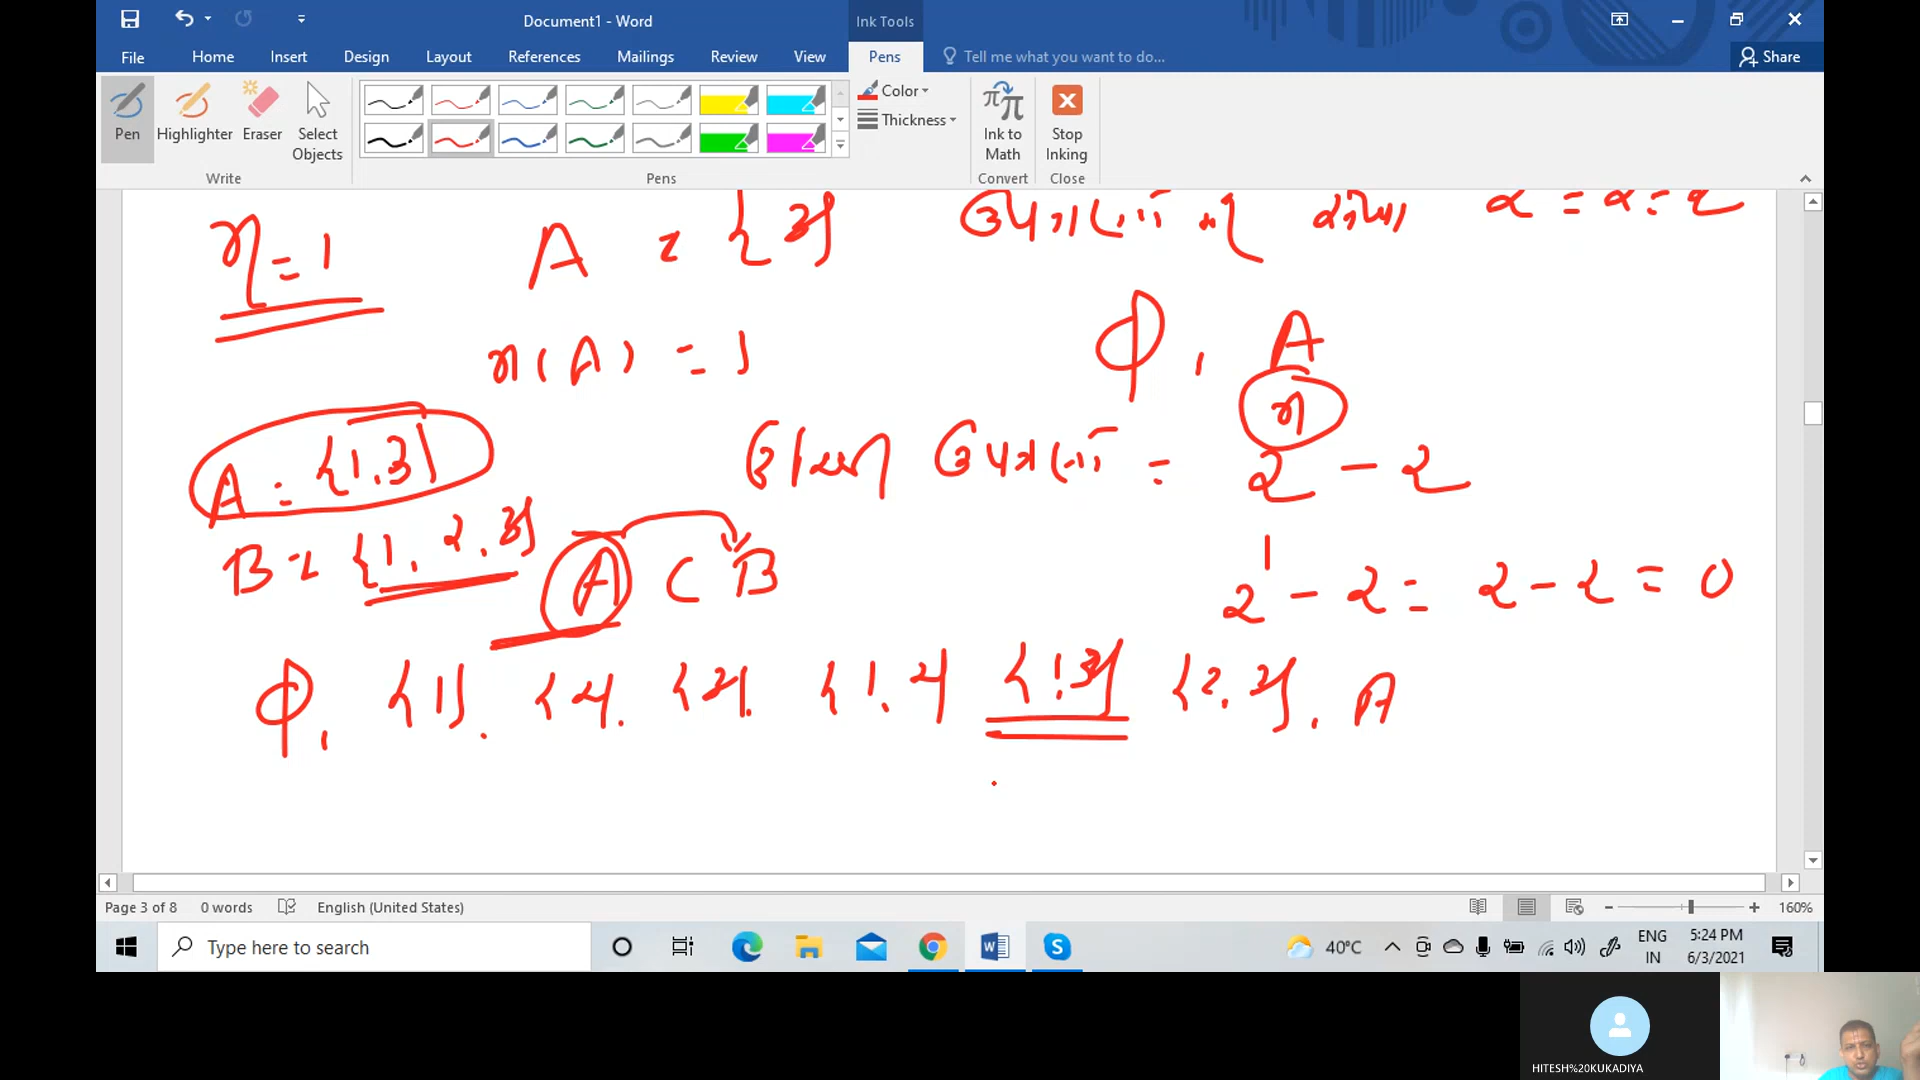 Document1 - Word
Ink Tools
File Home Insert Design Layout References Mailings Review View Pens Tell me what you want to do... Share
Pen Highlighter Eraser Select Objects
Color
Thickness
Ink to Math
Stop Inking
Write Pens Convert Close
n = 1
A = { 3}
n(A) = 1
ϕ, A
A = {1,3}
= 2ⁿ - 2
B = {1, 2, 3}
A ⊂ B
2¹ - 2 = 2 - 2 = 0
ϕ, {1}, {2}, {3}, {1, 2} {1,3} {2, 3}, A
Page 3 of 8 0 words English (United States) 160%
Type here to search
40°C
ENG
IN
5:24 PM
6/3/2021
HITESH%20KUKADIYA